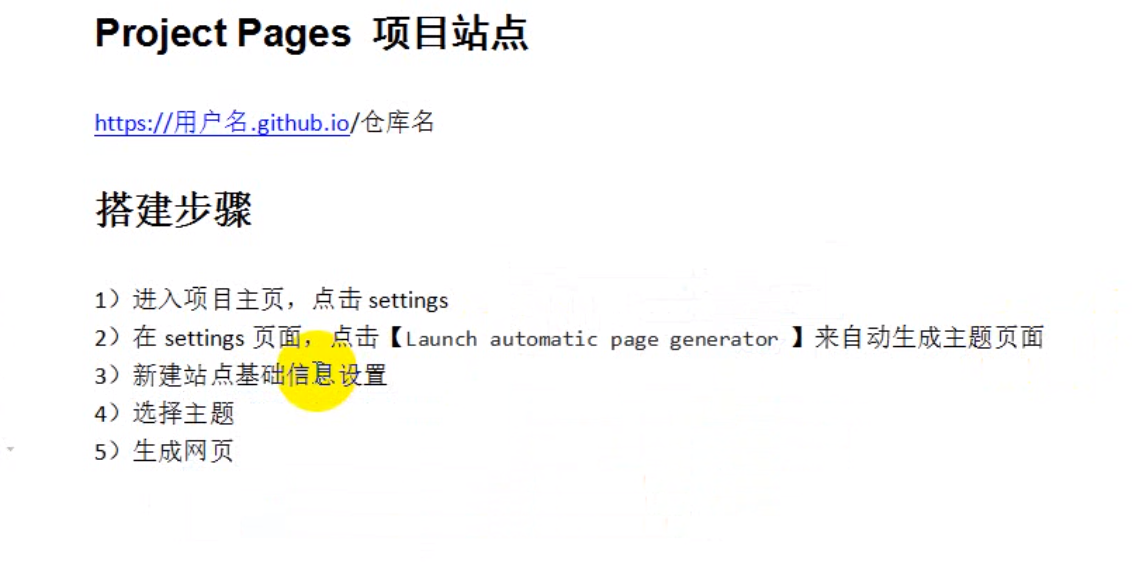 Project Pages 项目站点
https://用户名.github.io/仓库名
搭建步骤
1）进入项目主页，点击 settings
2）在 settings 页面，点击【Launch automatic page generator 】来自动生成主题页面
3）新建站点基础信息设置
4）选择主题
5）生成网页